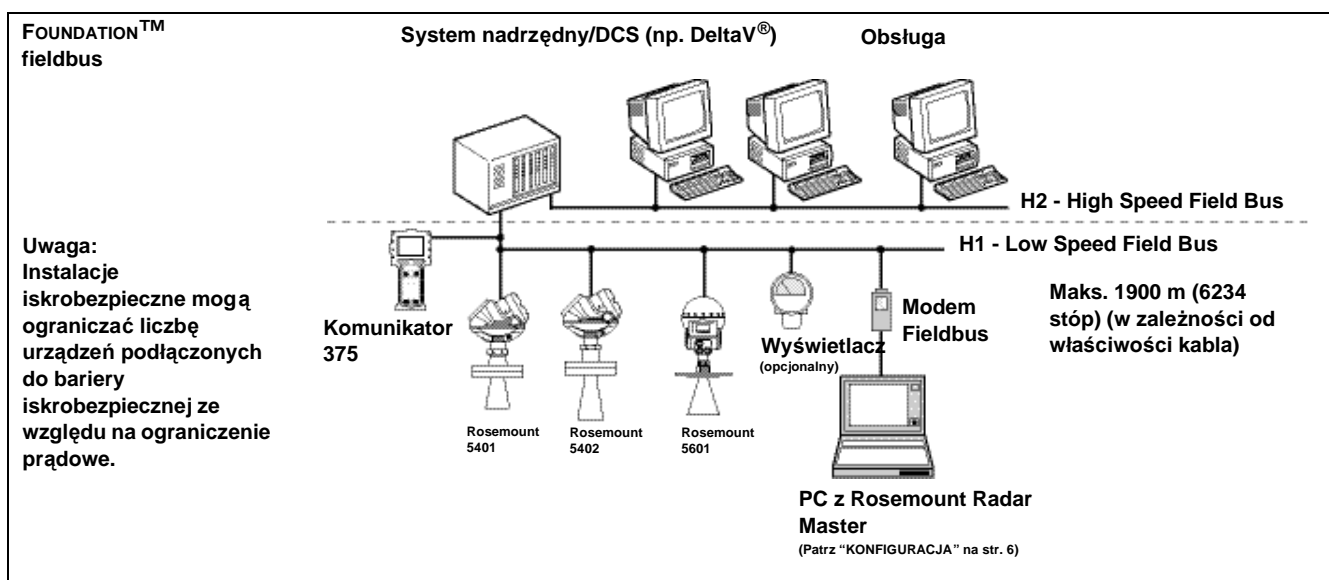 FOUNDATION™
fieldbus
System nadrzędny/DCS (np. DeltaV®)
Obsługa
H2 - High Speed Field Bus
H1 - Low Speed Field Bus
Uwaga:
Instalacje
iskrobezpieczne mogą
ograniczać liczbę
urządzeń podłączonych
do bariery
iskrobezpiecznej ze
względu na ograniczenie
prądowe.
Komunikator
375
Rosemount
5401
Rosemount
5402
Rosemount
5601
Wyświetlacz
(opcjonalny)
Modem
Fieldbus
Maks. 1900 m (6234
stóp) (w zależności od
właściwości kabla)
PC z Rosemount Radar
Master
(Patrz “KONFIGURACJA” na str. 6)